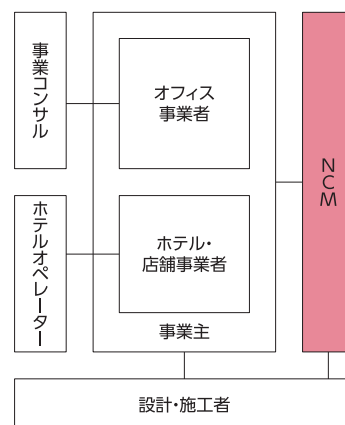 事業コンサル
オフィス
事業者
NCM
ホテルオペレーター
ホテル・
店舗事業者
事業主
設計・施工者